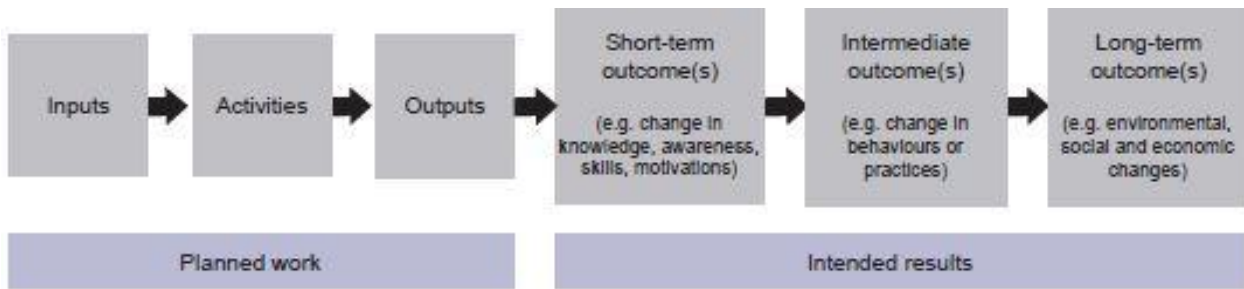 Inputs
Activities
Outputs
Short-term
outcome(s)
(e.g. change in
knowledge, awareness,
skills, motivations)
Intermediate
outcome(s)
(e.g. change in
behaviours or
practices)
Long-term
outcome(s)
(e.g. environmental,
social and economic
changes)
Planned work
Intended results